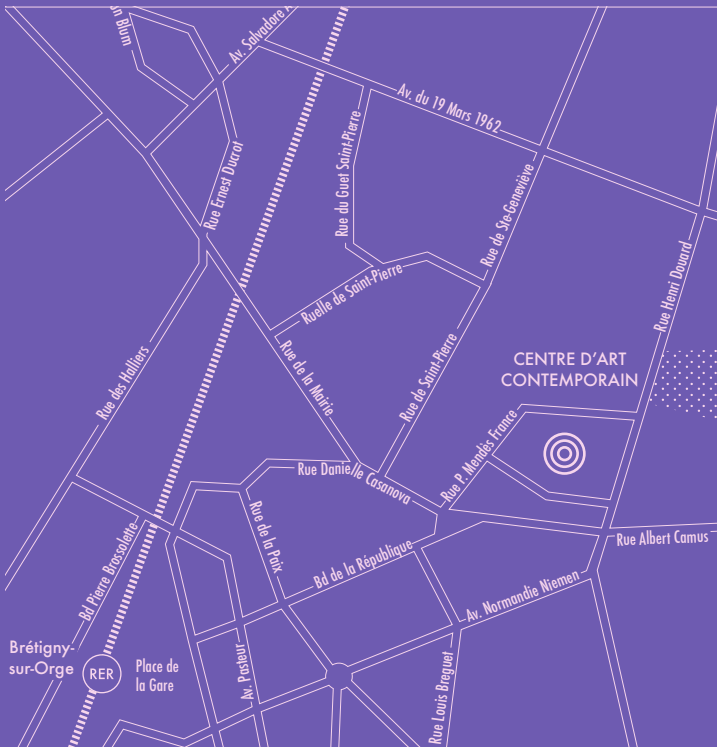 n Blum
Av. Salvadore A
Av. du 19 Mars 1962
Rue Ernest Ducrot
Rue du Guet Saint-Pierre
Rue de Ste-Geneviève
Rue Henri Douard
Ruelle de Saint-Pierre
Rue des Halliers
Rue de la Mairie
Rue de Saint-Pierre
CENTRE D'ART
CONTEMPORAIN
Rue P. Mendès France
Rue Danielle Casanova
Rue de la Paix
Bd Pierre Brossolette
Bd de la République
Rue Albert Camus
Av. Normandie Niemen
Brétigny-
sur-Orge
RER
Place de
la Gare
Av. Pasteur
Rue Louis Breguet